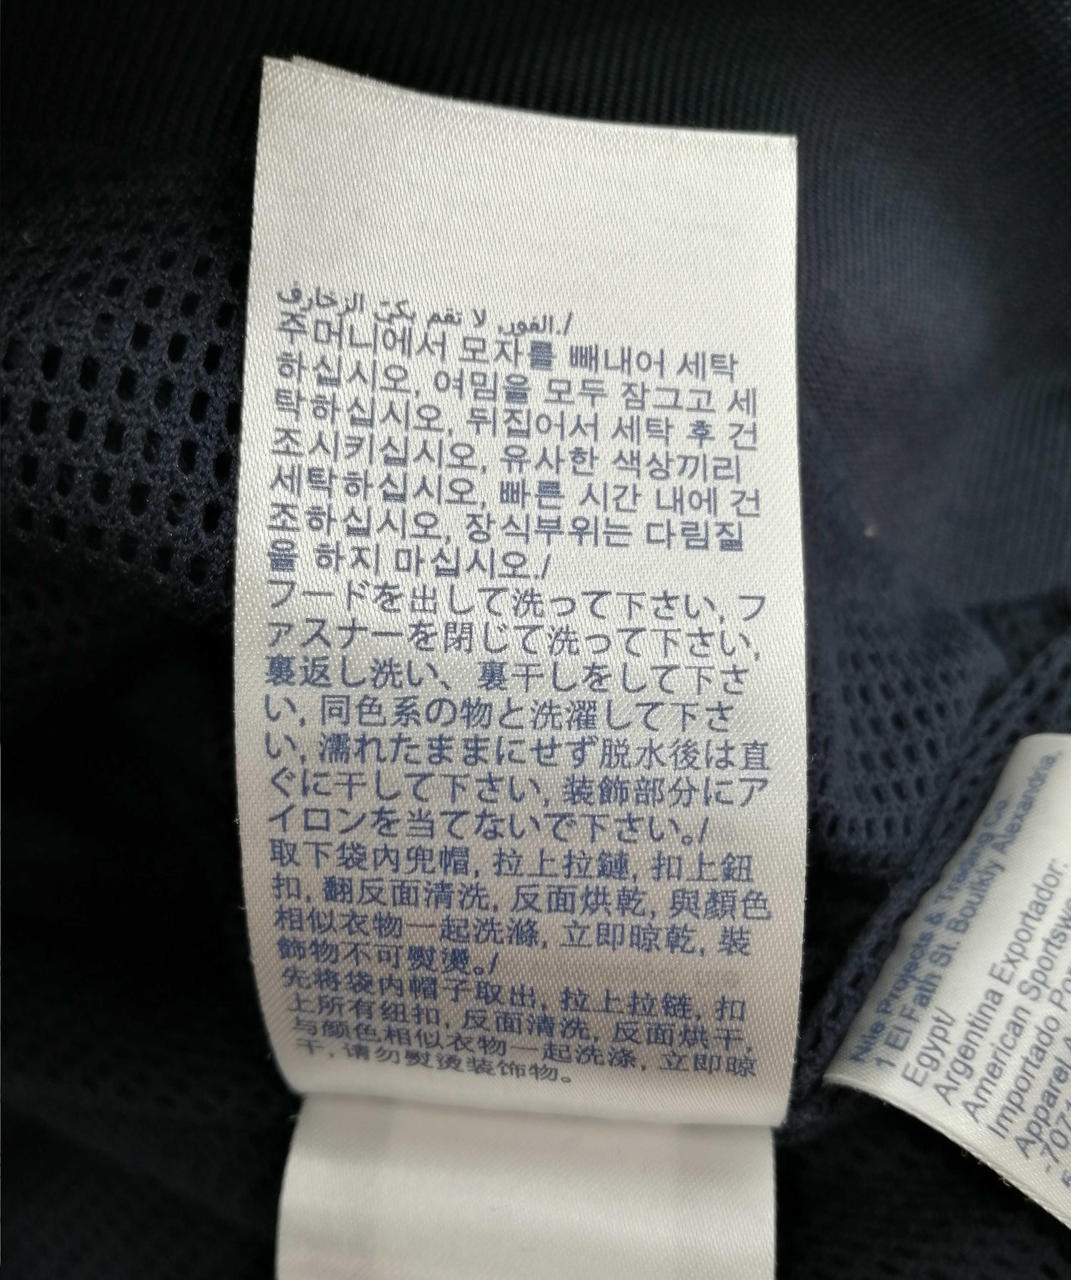 الفور. لا تقم بكي الزخارف./
주머니에서 모자를 빼내어 세탁
하십시오, 여밈을 모두 잠그고 세
탁하십시오, 뒤집어서 세탁 후 건
조시키십시오, 유사한 색상끼리
세탁하십시오, 빠른 시간 내에 건
조하십시오, 장식부위는 다림질
을 하지 마십시오./
フードを出して洗って下さい, フ
ァスナーを閉じて洗って下さい,
裏返し洗い、裏干しをして下さ
い, 同色系の物と洗濯して下さ
い, 濡れたままにせず脱水後は直
ぐに干して下さい, 装飾部分にア
イロンを当てないで下さい。/
取下袋內兜帽, 拉上拉鏈, 扣上鈕
扣, 翻反面清洗, 反面烘乾, 與顏色
相似衣物一起洗滌, 立即晾乾, 裝
飾物不可熨燙。/
先将袋内帽子取出, 拉上拉链, 扣
上所有纽扣, 反面清洗, 反面烘干,
与颜色相似衣物一起洗涤, 立即晾
干, 请勿熨烫装饰物。
Nile Projects & Trading Co
1 El Fath St. Boulkly Alexandria,
Egypt/
Argentina Exportador:
American Sportswe
Importado Por
Apparel A
-7071